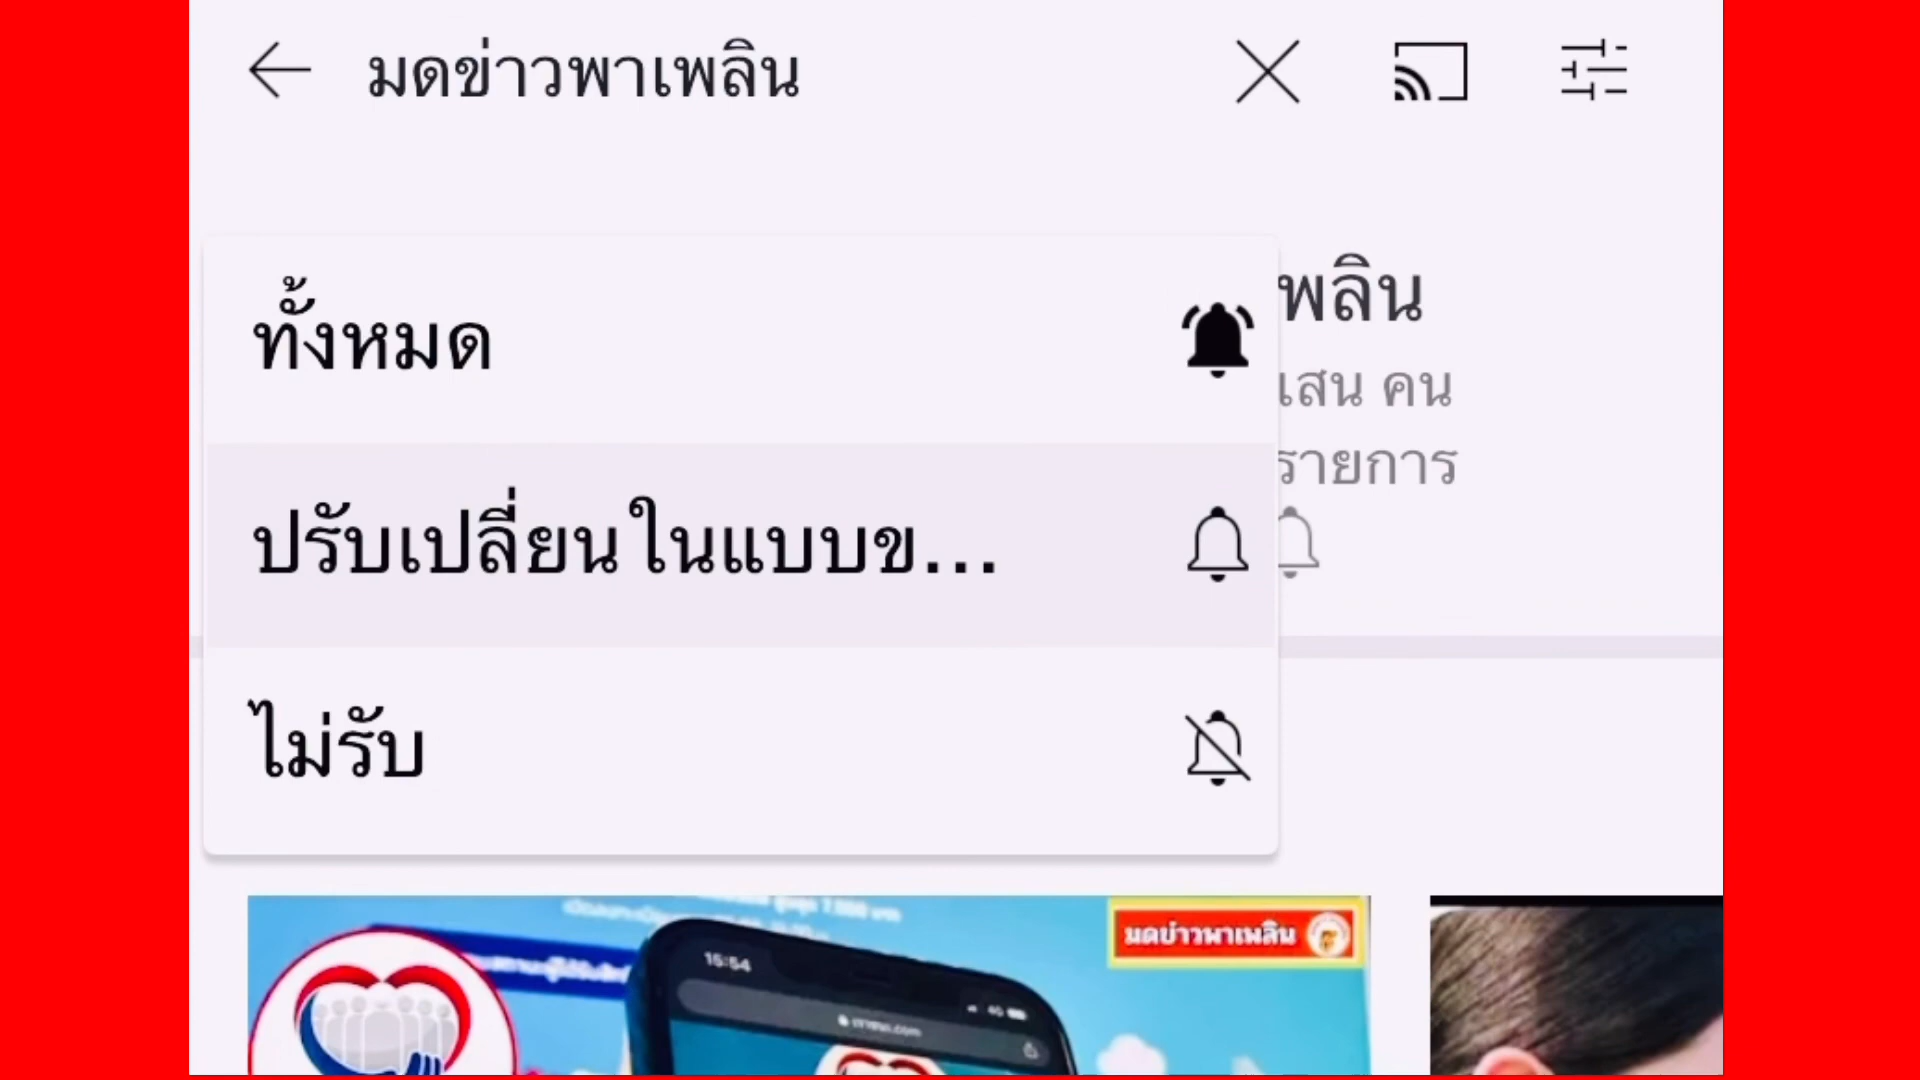 มดข่าวพาเพลิน
ทั้งหมด
พลิน
เสน คน
ปรับเปลี่ยนในแบบข...
รายการ
ไม่รับ
มดข่าวพาเพลิน
15:54
4G